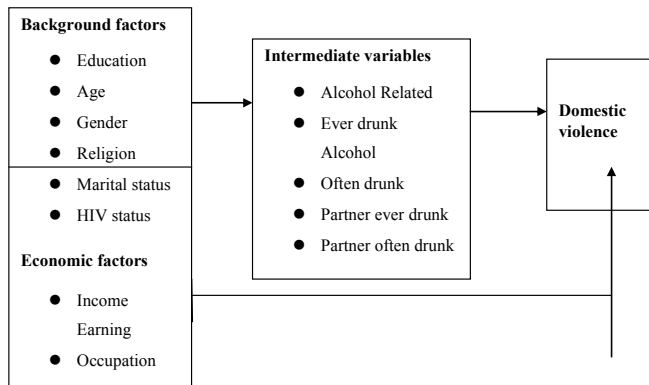 Background factors
● Education
● Age
● Gender
● Religion
● Marital status
● HIV status
Economic factors
● Income
Earning
● Occupation
Intermediate variables
● Alcohol Related
● Ever drunk
Alcohol
● Often drunk
● Partner ever drunk
● Partner often drunk
Domestic
violence